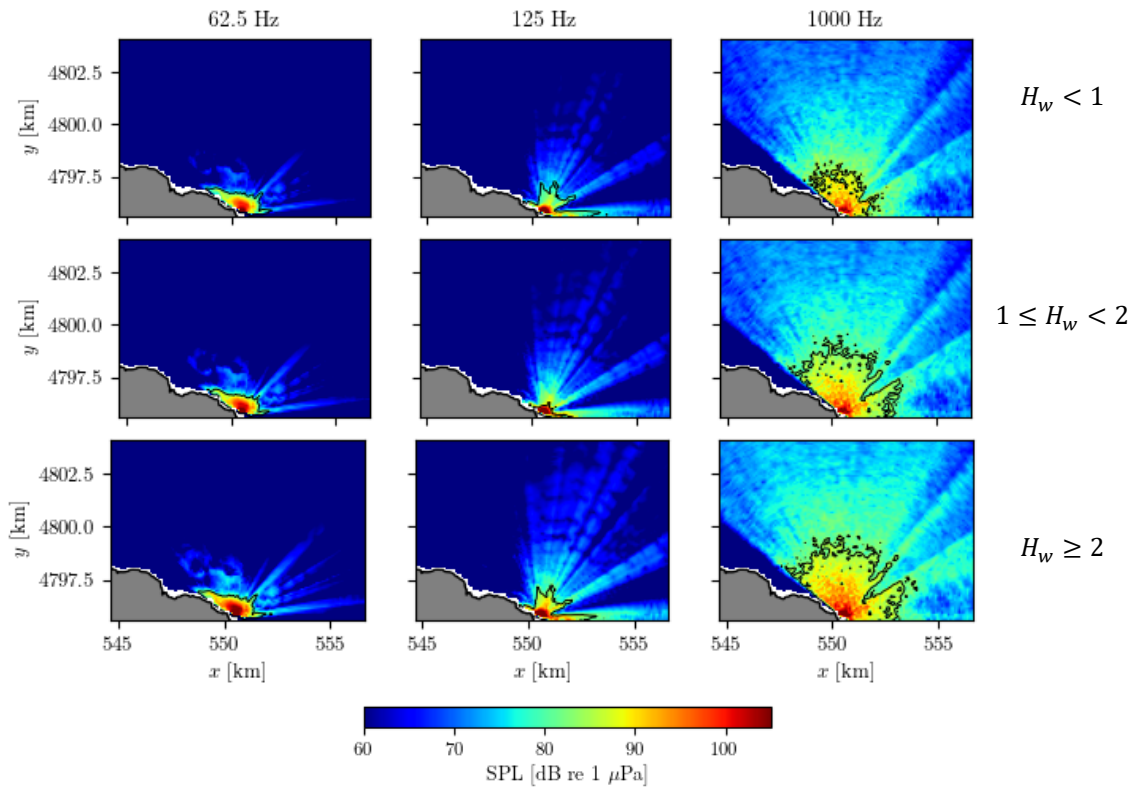 62.5 Hz 125 Hz 1000 Hz
4802.5
4800.0
4797.5
y [km]
H_w < 1
4802.5
4800.0
4797.5
y [km]
1 ≤ H_w < 2
4802.5
4800.0
4797.5
y [km]
H_w ≥ 2
545 550 555 545 550 555 545 550 555
x [km] x [km] x [km]
60 70 80 90 100
SPL [dB re 1 μPa]